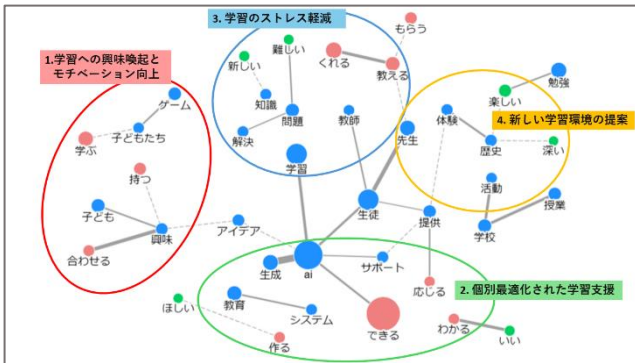 3. 学習のストレス軽減
もらう
難しい
新しい
くれる
教える
1.学習への興味喚起と
モチベーション向上
ゲーム
勉強
楽しい
知識
子どもたち
学ぶ
問題
教師
体験
4. 新しい学習環境の提案
解決
先生
歴史
深い
持つ
学習
活動
子ども
生徒
授業
興味
アイデア
提供
学校
合わせる
生成
ai
サポート
応じる
2. 個別最適化された学習支援
ほしい
教育
システム
できる
わかる
いい
作る